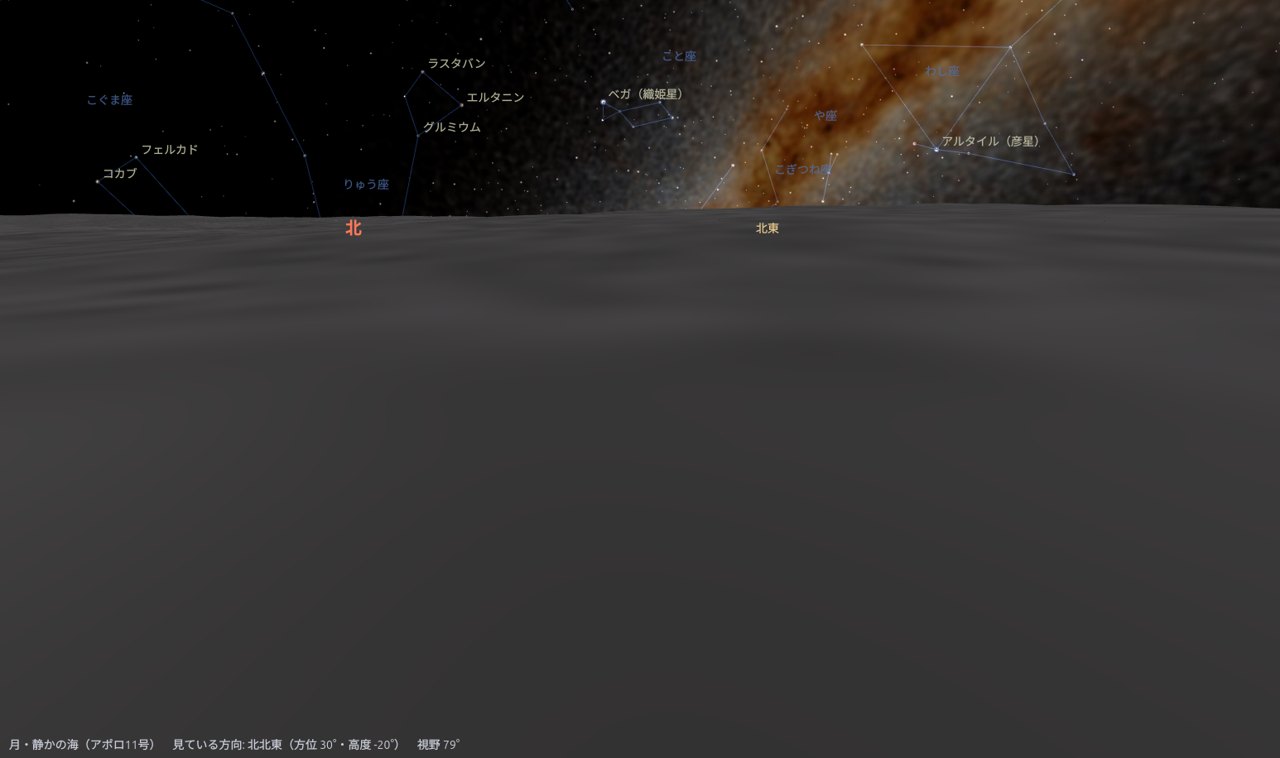 こと座
ラスタバン
わし座
ベガ（織姫星）
エルタニン
こぐま座
や座
グルミウム
アルタイル（彦星）
フェルカド
こぎつね座
コカブ
りゅう座
北
北東
月・静かの海（アポロ11号）　見ている方向: 北北東（方位 30°・高度 -20°）　視野 79°